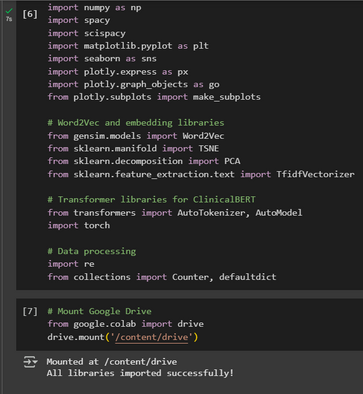 [6]
import numpy as np
7s
import spacy
import scispacy
import matplotlib.pyplot as plt
import seaborn as sns
import plotly.express as px
import plotly.graph_objects as go
from plotly.subplots import make_subplots
# Word2Vec and embedding libraries
from gensim.models import Word2Vec
from sklearn.manifold import TSNE
from sklearn.decomposition import PCA
from sklearn.feature_extraction.text import TfidfVectorizer
# Transformer libraries for ClinicalBERT
from transformers import AutoTokenizer, AutoModel
import torch
# Data processing
import re
from collections import Counter, defaultdict
[7]
# Mount Google Drive
from google.colab import drive
drive.mount('/content/drive')
Mounted at /content/drive
All libraries imported successfully!